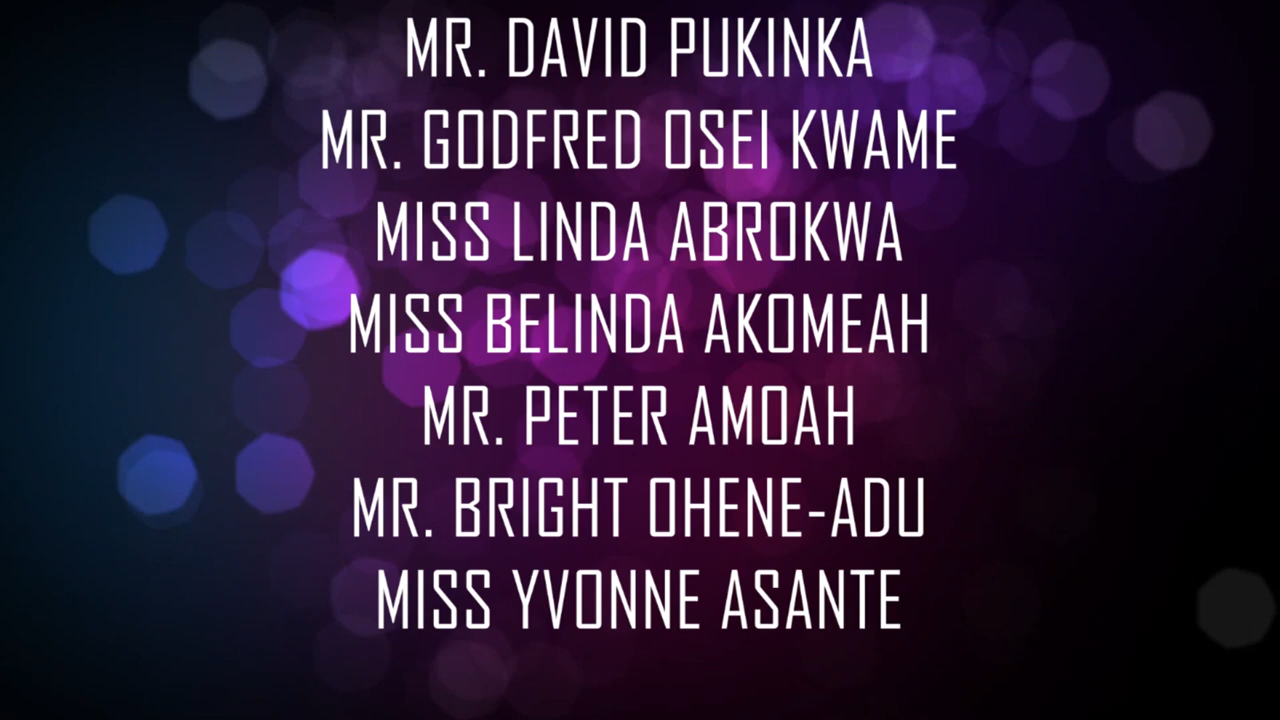 MR. DAVID PUKINKA
MR. GODFRED OSEI KWAME
MISS LINDA ABROKWA
MISS BELINDA AKOMEAH
MR. PETER AMOAH
MR. BRIGHT OHENE-ADU
MISS YVONNE ASANTE